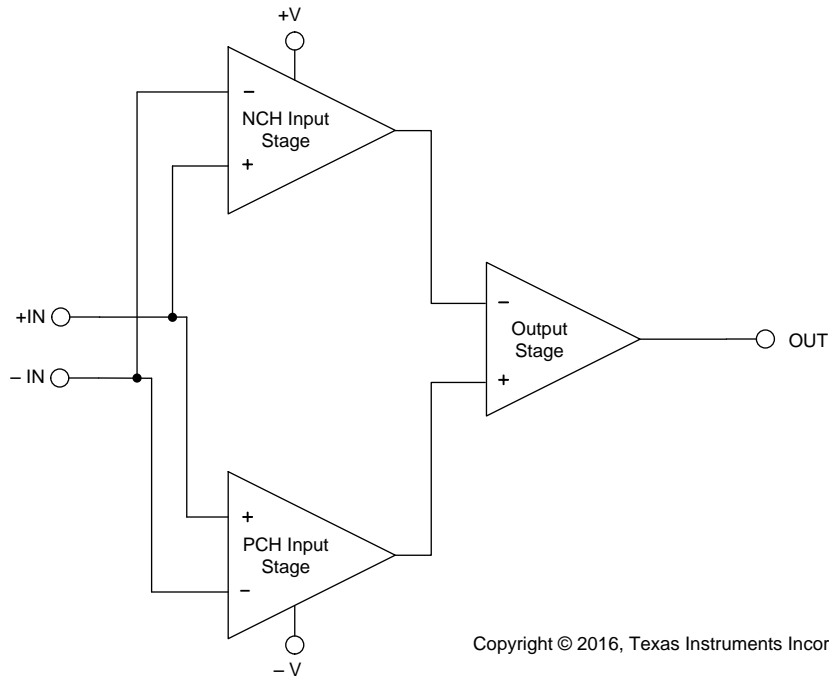 +V
−
NCH Input
Stage
+
+IN
− IN
−
Output
Stage
+
OUT
+
PCH Input
Stage
−
− V
Copyright © 2016, Texas Instruments Incor